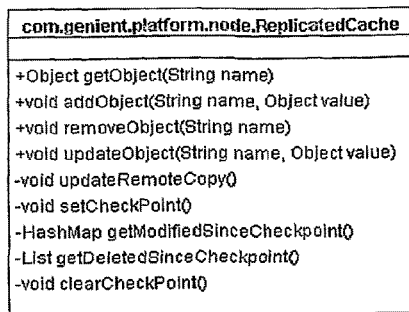 com.genient.platform.node.ReplicatedCache
+Object getObject(String name)
+void addObject(String name, Object value)
+void removeObject(String name)
+void updateObject(String name, Object value)
-void updateRemoteCopy()
-void setCheckPoint()
-HashMap getModifiedSinceCheckpoint()
-List getDeletedSinceCheckpoint()
-void clearCheckPoint()